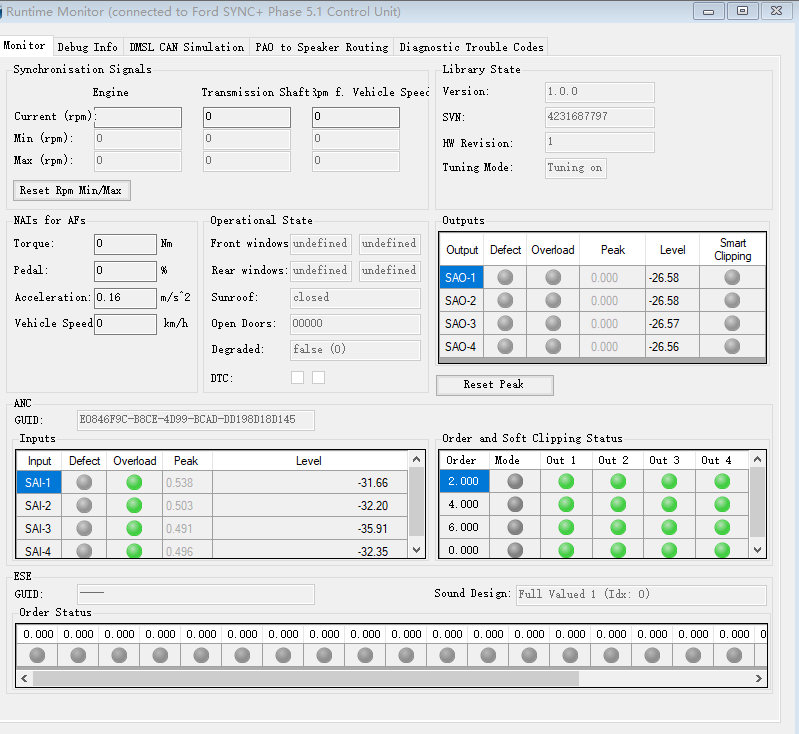 Runtime Monitor (connected to Ford SYNC+ Phase 5.1 Control Unit)
Monitor Debug Info DMSL CAN Simulation PAO to Speaker Routing Diagnostic Trouble Codes
Synchronisation Signals
Engine Transmission Shaft Rpm f. Vehicle Speed
Current (rpm): 0 0
Min (rpm): 0 0 0
Max (rpm): 0 0 0
Reset Rpm Min/Max
Library State
Version: 1.0.0
SVN: 4231687797
HW Revision: 1
Tuning Mode: Tuning on
NAIs for AFs
Torque: 0 Nm
Pedal: 0 %
Acceleration: 0.16 m/s^2
Vehicle Speed 0 km/h
Operational State
Front windows undefined undefined
Rear windows: undefined undefined
Sunroof: closed
Open Doors: 00000
Degraded: false (0)
DTC:
Outputs
Output Defect Overload Peak Level Smart Clipping
SAO-1 0.000 -26.58
SAO-2 0.000 -26.58
SAO-3 0.000 -26.57
SAO-4 0.000 -26.56
Reset Peak
ANC
GUID: E0846F9C-B8CE-4D99-BCAD-DD198D18D145
Inputs
Input Defect Overload Peak Level
SAI-1 0.538 -31.66
SAI-2 0.503 -32.20
SAI-3 0.491 -35.91
SAI-4 0.496 -32.35
Order and Soft Clipping Status
Order Mode Out 1 Out 2 Out 3 Out 4
2.000
4.000
6.000
0.000
ESE
GUID: ——
Sound Design: Full Valued 1 (Idx: 0)
Order Status
0.000 0.000 0.000 0.000 0.000 0.000 0.000 0.000 0.000 0.000 0.000 0.000 0.000 0.000 0.000 0.000 0.000 0.000 0